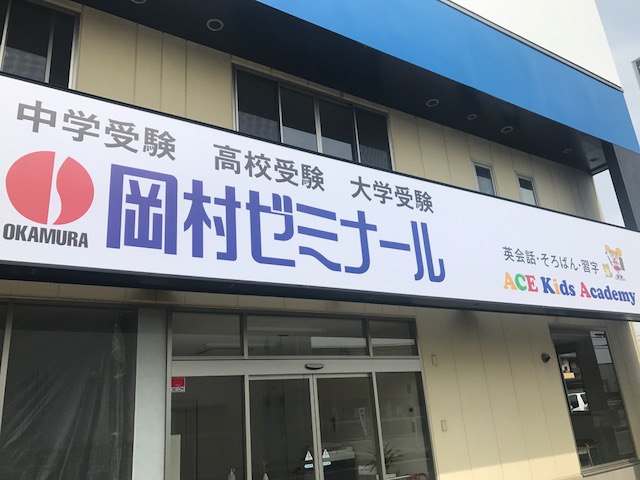 中学受験 高校受験 大学受験
OKAMURA
岡村ゼミナール
英会話・そろばん・習字
ACE Kids Academy